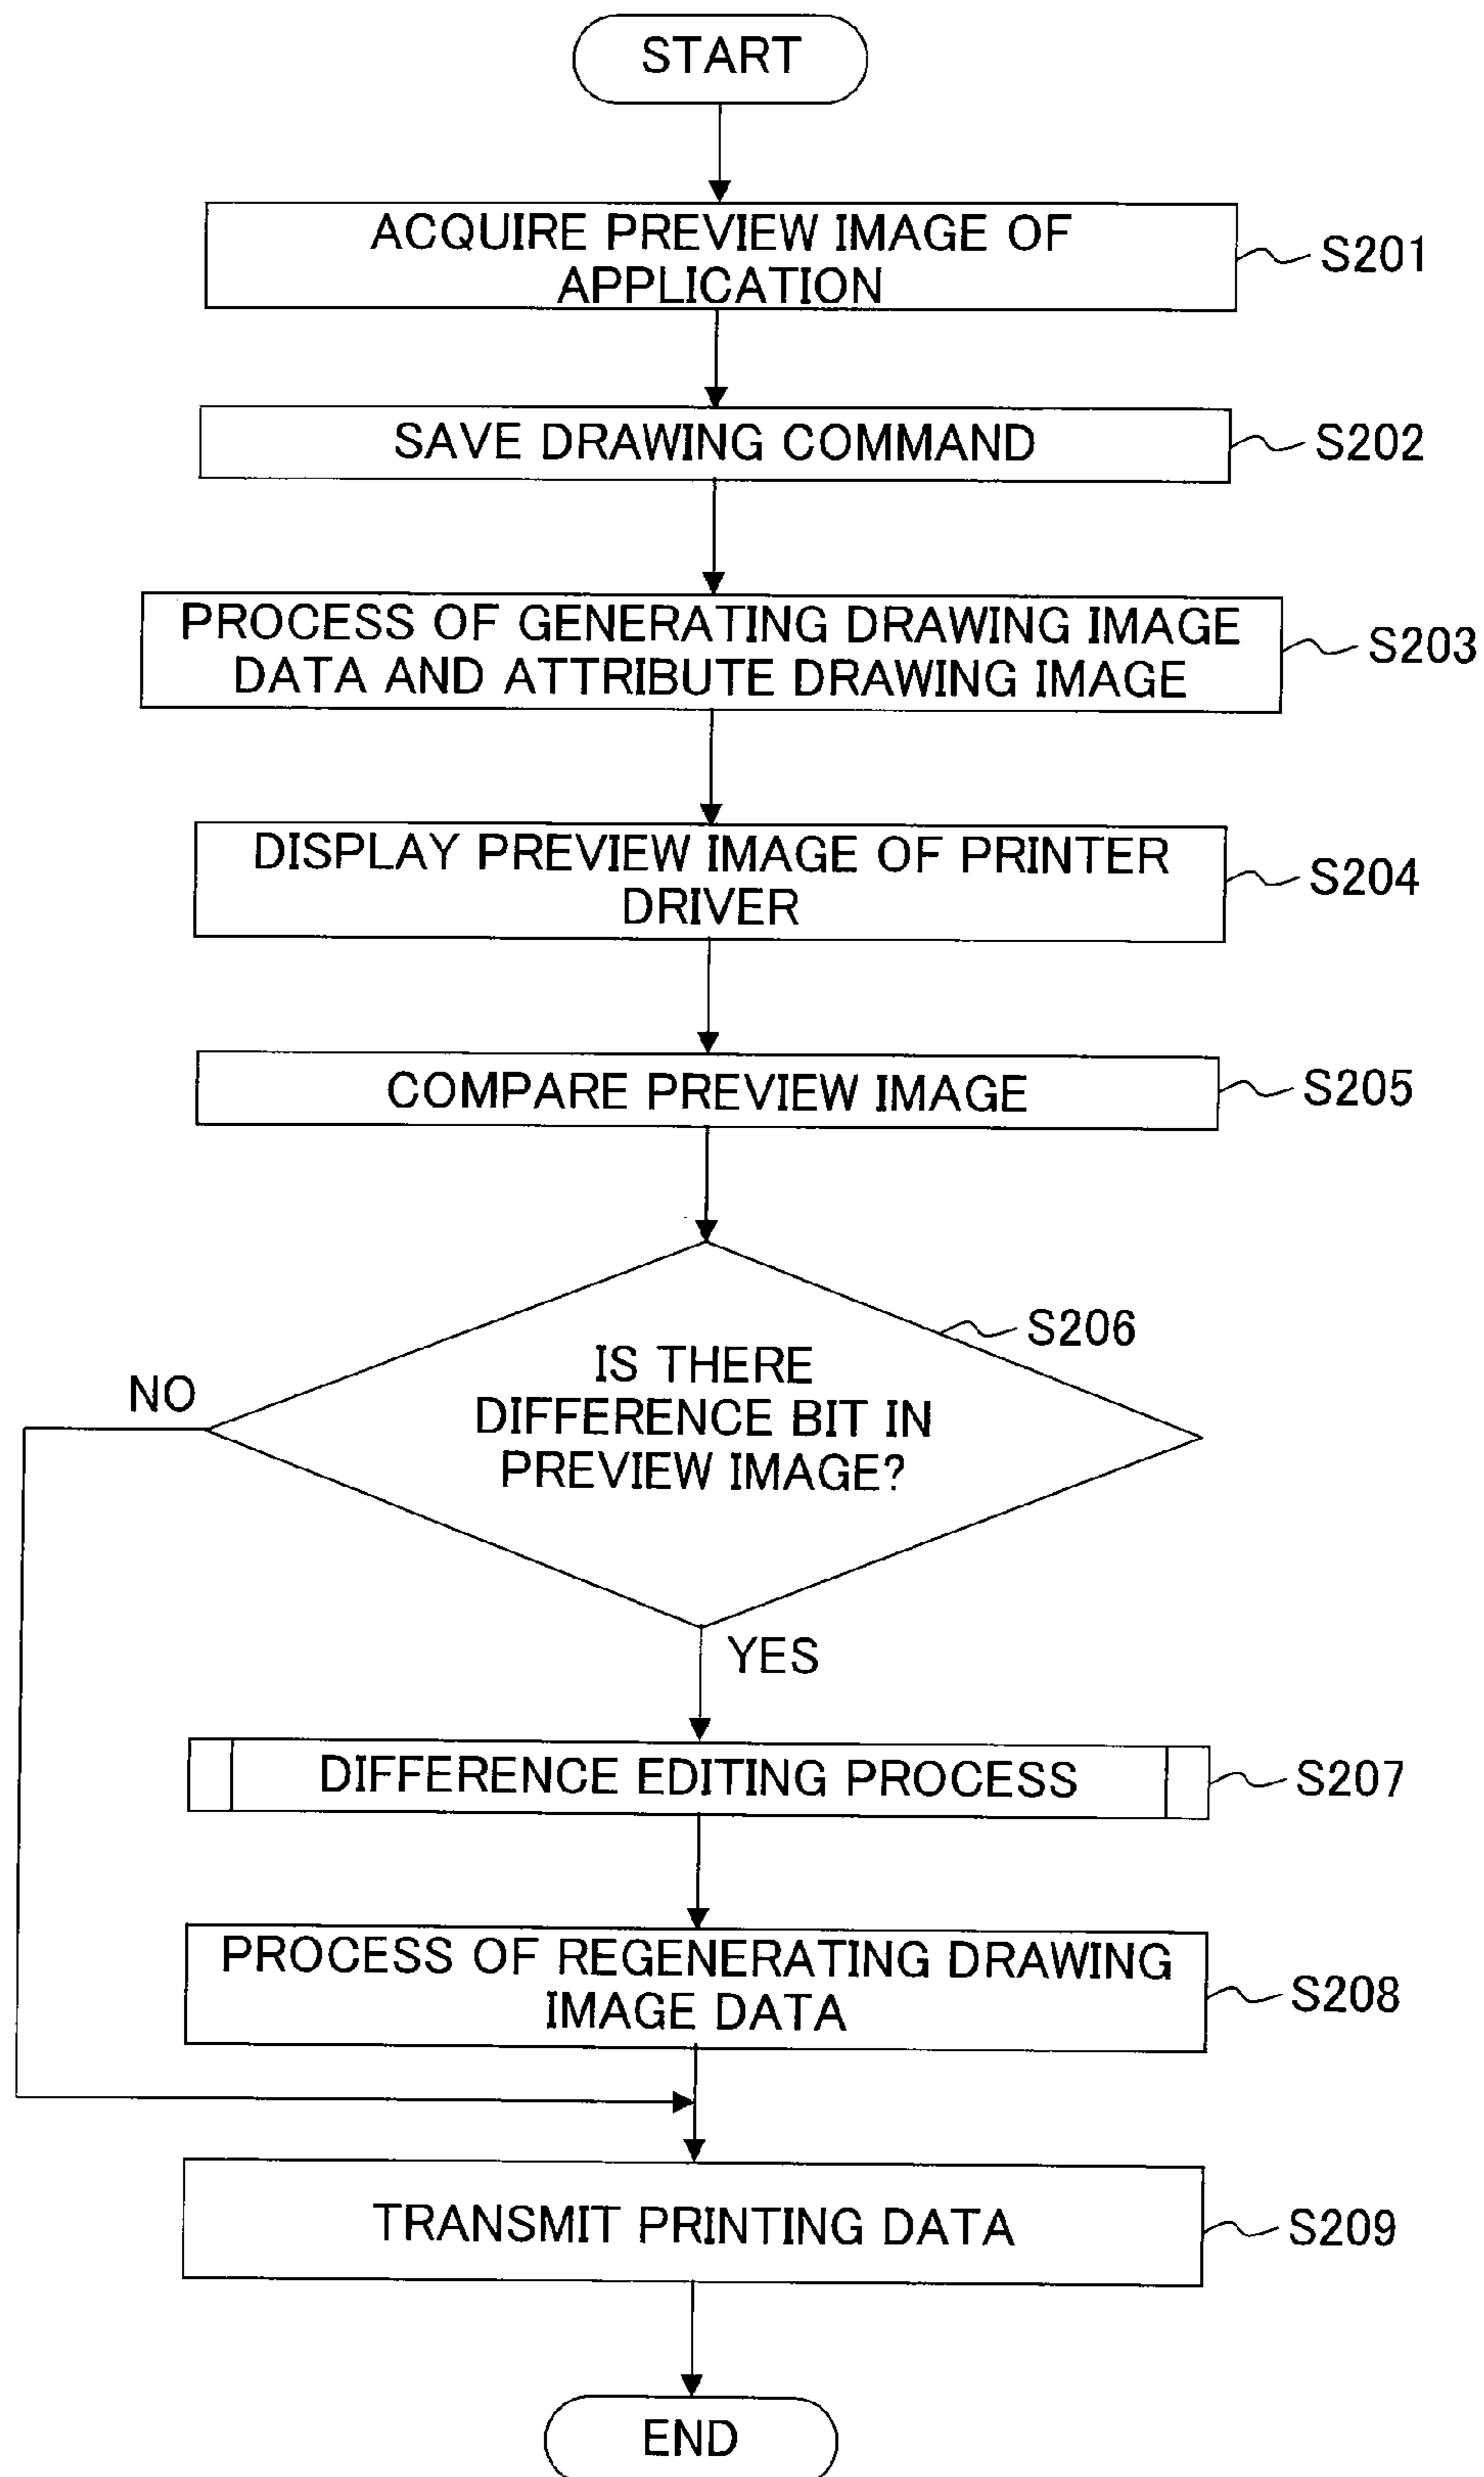 START
ACQUIRE PREVIEW IMAGE OF
APPLICATION
S201
SAVE DRAWING COMMAND
S202
PROCESS OF GENERATING DRAWING IMAGE
DATA AND ATTRIBUTE DRAWING IMAGE
S203
DISPLAY PREVIEW IMAGE OF PRINTER
DRIVER
S204
COMPARE PREVIEW IMAGE
S205
S206
IS THERE
DIFFERENCE BIT IN
PREVIEW IMAGE?
NO
YES
DIFFERENCE EDITING PROCESS
S207
PROCESS OF REGENERATING DRAWING
IMAGE DATA
S208
TRANSMIT PRINTING DATA
S209
END